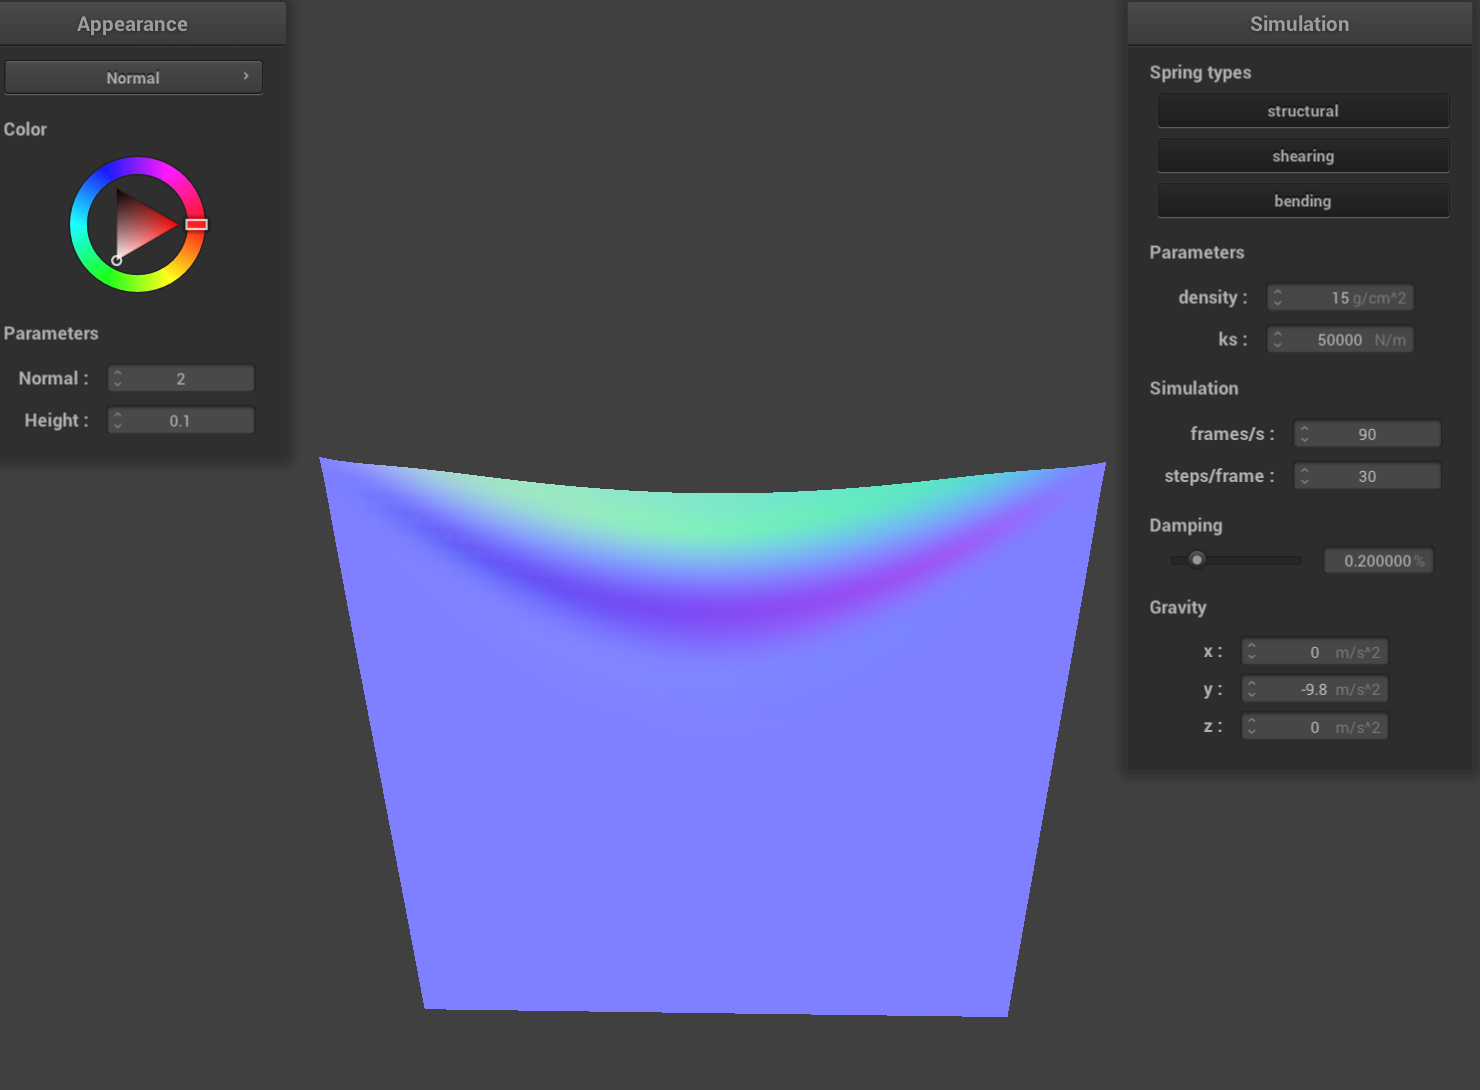 Appearance
Normal
Color
Parameters
Normal : 2
Height : 0.1
Simulation
Spring types
structural
shearing
bending
Parameters
density : 15 g/cm^2
ks : 50000 N/m
Simulation
frames/s : 90
steps/frame : 30
Damping
0.200000 %
Gravity
x : 0 m/s^2
y : -9.8 m/s^2
z : 0 m/s^2